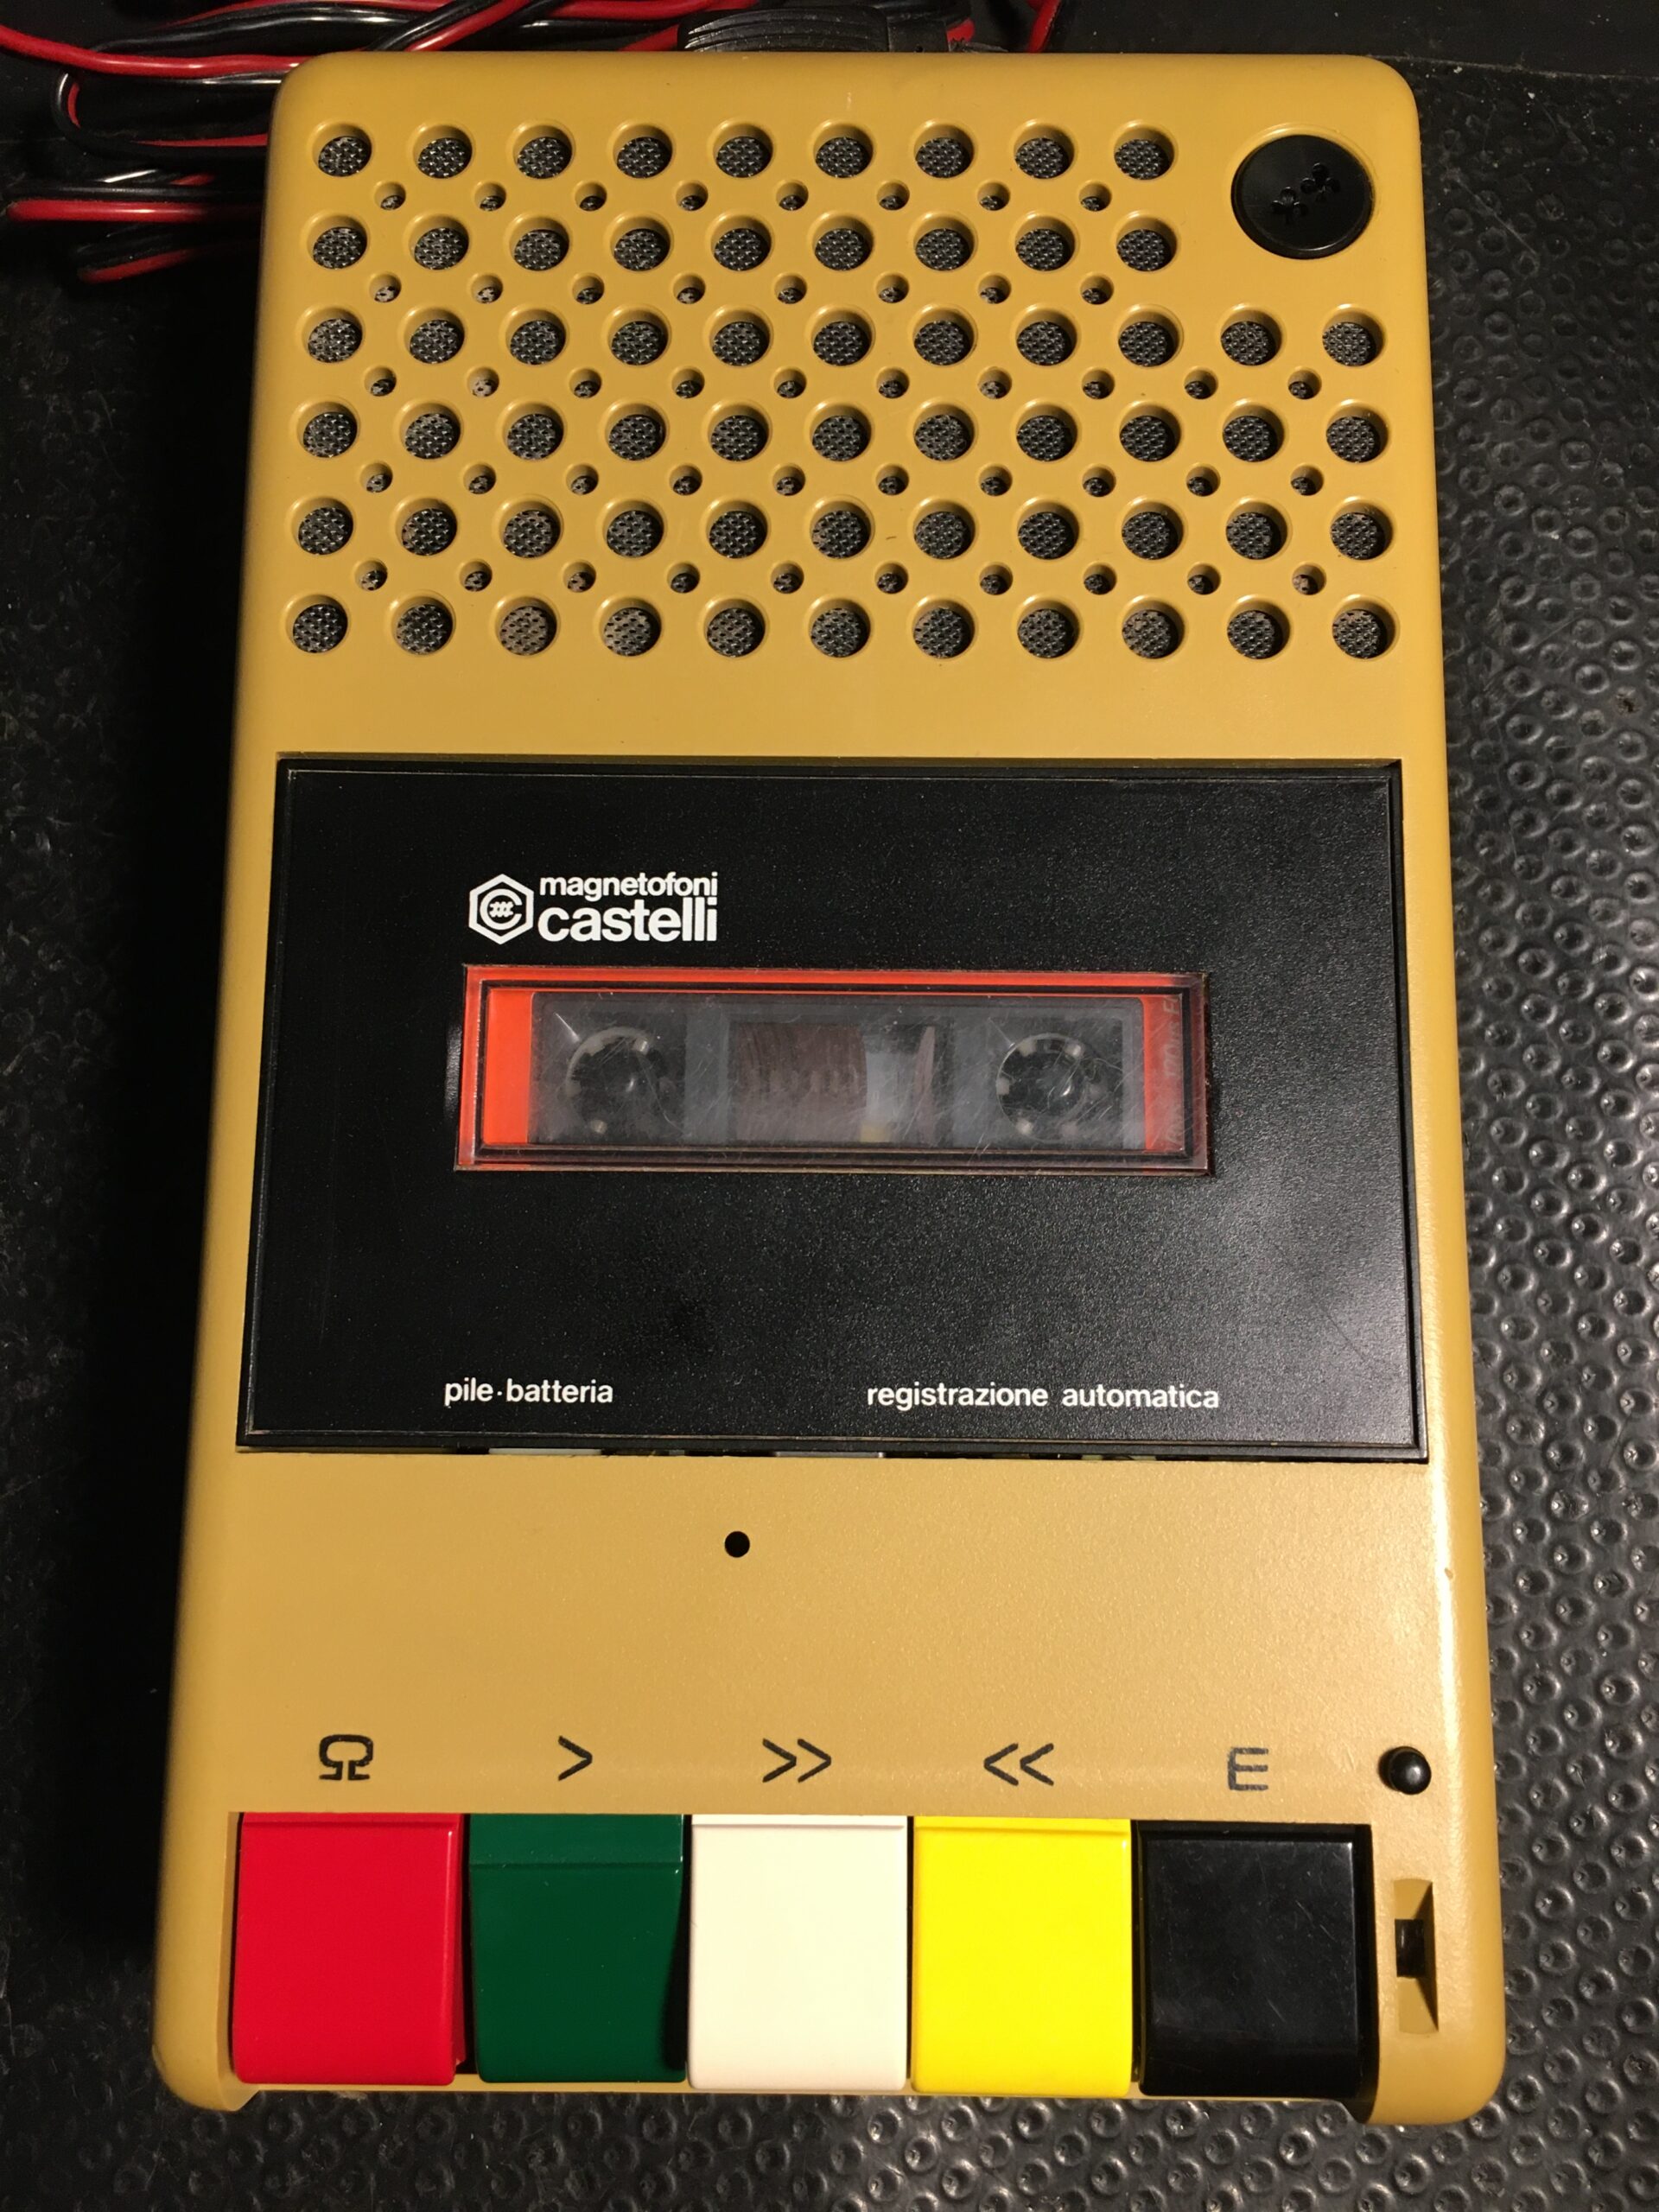 magnetofoni
castelli
pile·batteria
registrazione automatica
> >> << E